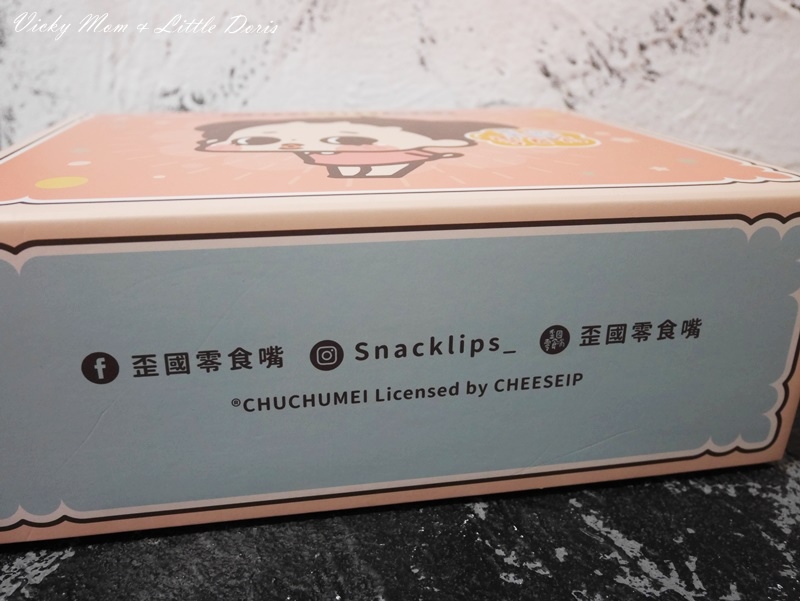 Vicky Mom & Little Doris
歪國零食嘴 Snacklips_ 歪國零食嘴
®CHUCHUMEI Licensed by CHEESEIP